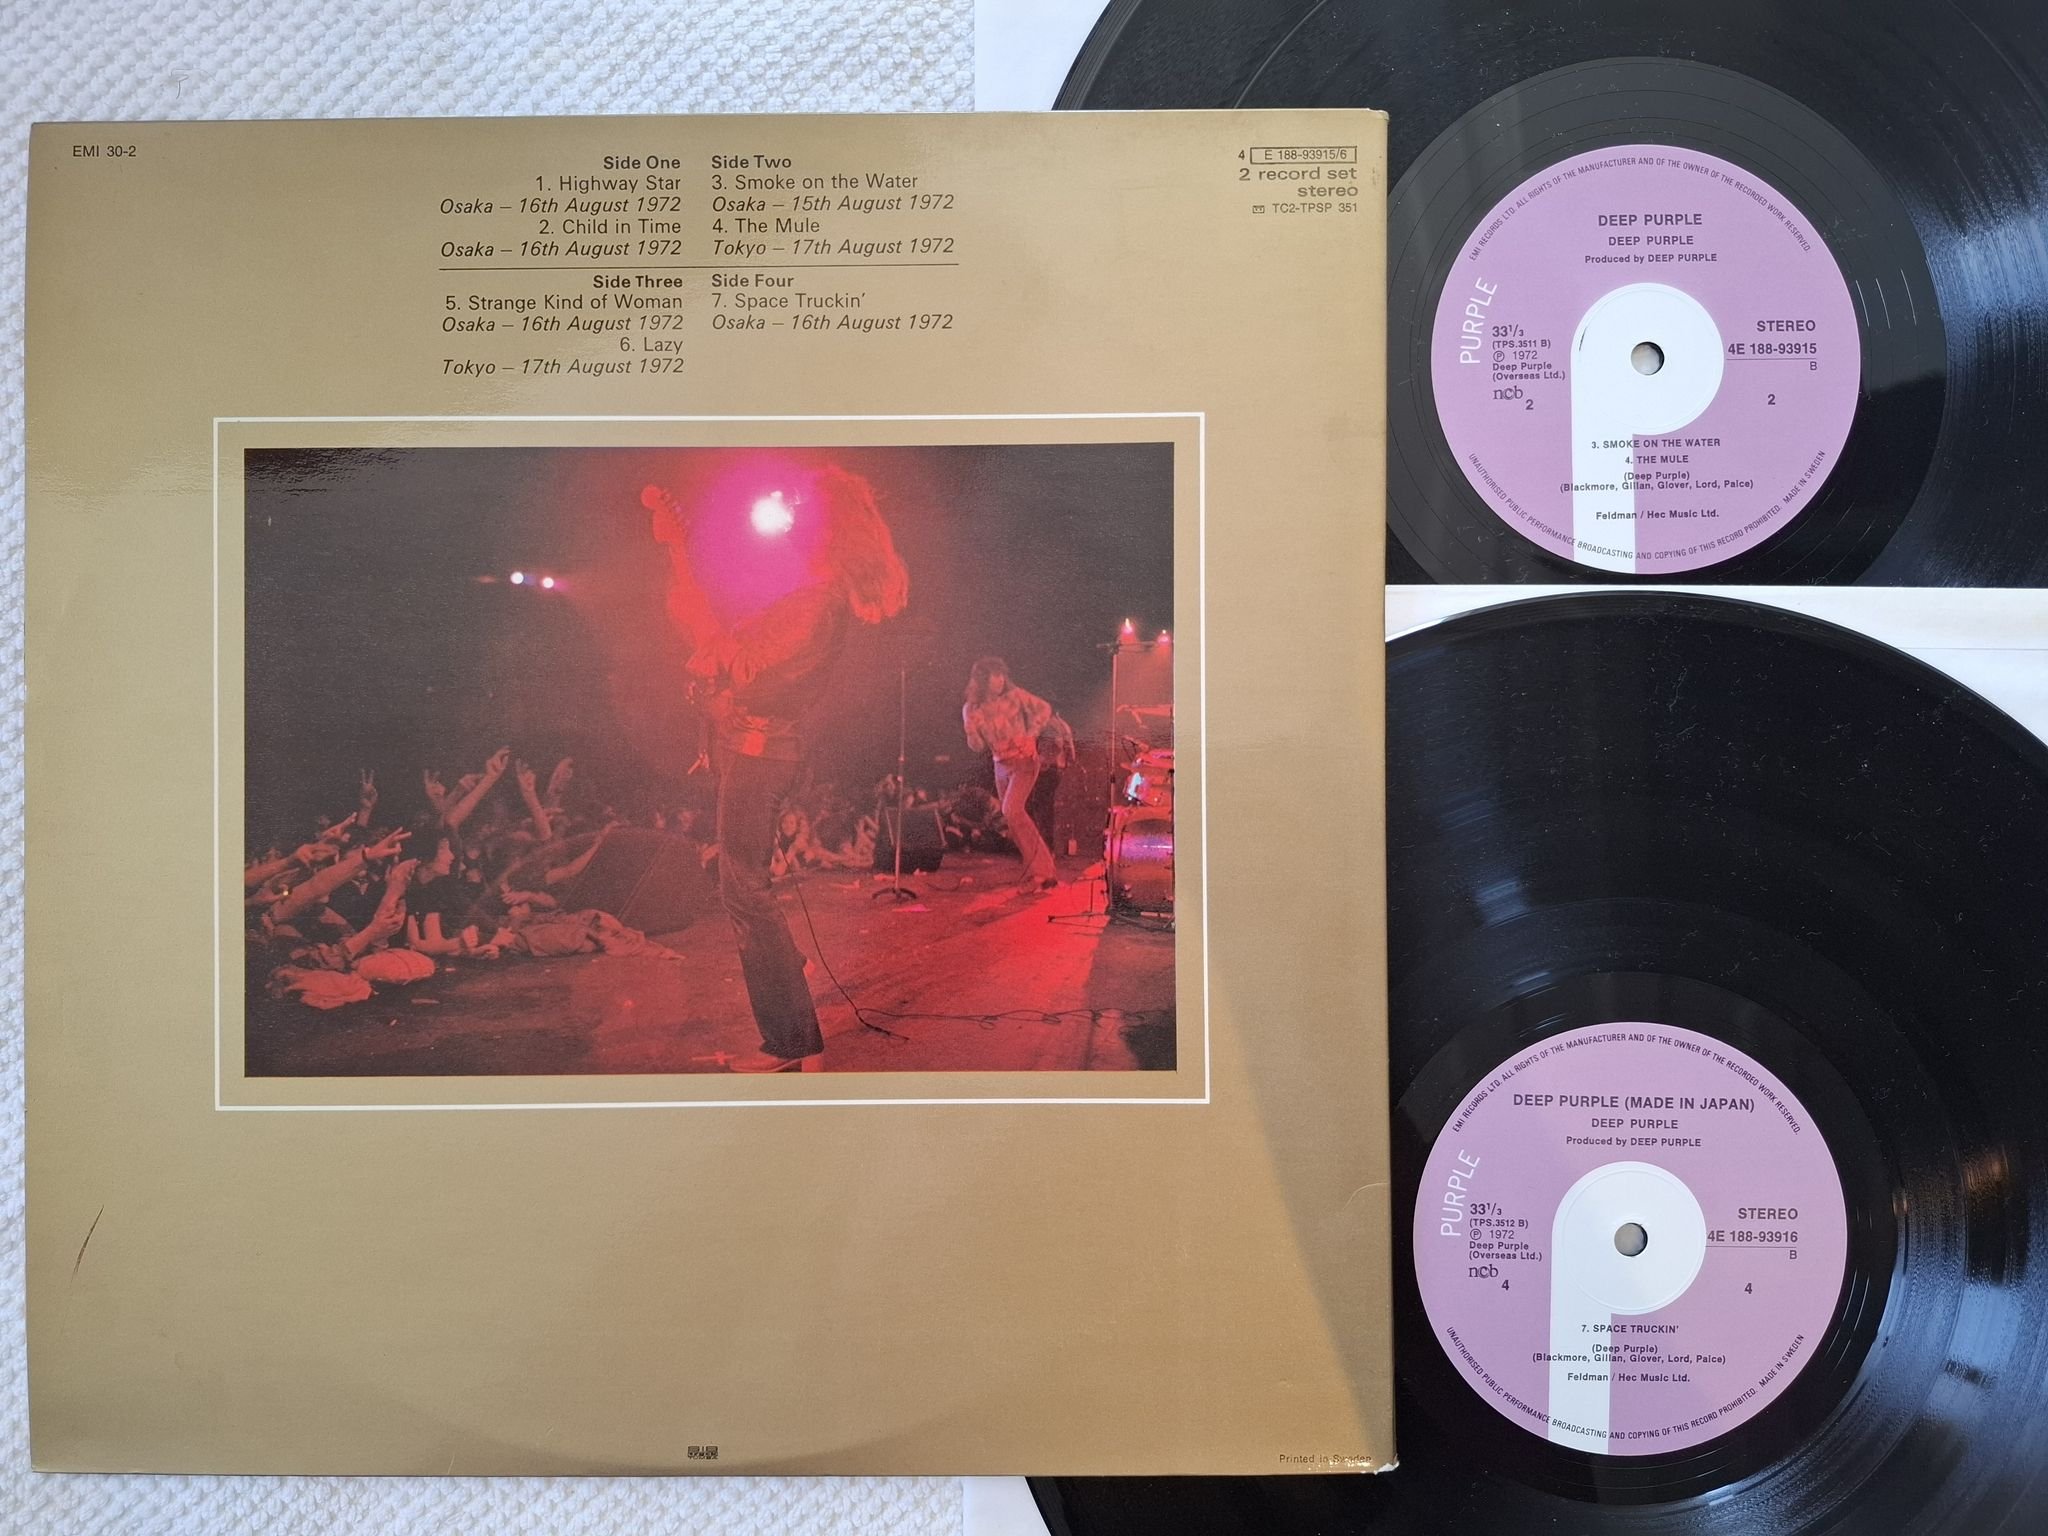 EMI 30-2
Side One
1. Highway Star
Osaka – 16th August 1972
2. Child in Time
Osaka – 16th August 1972
Side Two
3. Smoke on the Water
Osaka – 15th August 1972
4. The Mule
Tokyo – 17th August 1972
Side Three
5. Strange Kind of Woman
Osaka – 16th August 1972
6. Lazy
Tokyo – 17th August 1972
Side Four
7. Space Truckin'
Osaka – 16th August 1972
4 E 188-93915/6
2 record set
stereo
TC2-TPSP 351
Printed in Sweden
EMI RECORDS LTD. ALL RIGHTS OF THE MANUFACTURER AND OF THE OWNER OF THE RECORDED WORK RESERVED.
DEEP PURPLE
DEEP PURPLE
Produced by DEEP PURPLE
PURPLE
33¹/₃
(TPS.3511 B)
Ⓟ 1972
Deep Purple
(Overseas Ltd.)
ncb
2
STEREO
4E 188-93915
B
2
3. SMOKE ON THE WATER
4. THE MULE
(Deep Purple)
(Blackmore, Gillan, Glover, Lord, Paice)
Feldman / Hec Music Ltd.
UNAUTHORISED PUBLIC PERFORMANCE BROADCASTING AND COPYING OF THIS RECORD PROHIBITED. MADE IN SWEDEN
EMI RECORDS LTD. ALL RIGHTS OF THE MANUFACTURER AND OF THE OWNER OF THE RECORDED WORK RESERVED.
DEEP PURPLE (MADE IN JAPAN)
DEEP PURPLE
Produced by DEEP PURPLE
PURPLE
33¹/₃
(TPS.3512 B)
Ⓟ 1972
Deep Purple
(Overseas Ltd.)
ncb
4
STEREO
4E 188-93916
B
4
7. SPACE TRUCKIN'
(Deep Purple)
(Blackmore, Gillan, Glover, Lord, Paice)
Feldman / Hec Music Ltd.
UNAUTHORISED PUBLIC PERFORMANCE BROADCASTING AND COPYING OF THIS RECORD PROHIBITED. MADE IN SWEDEN